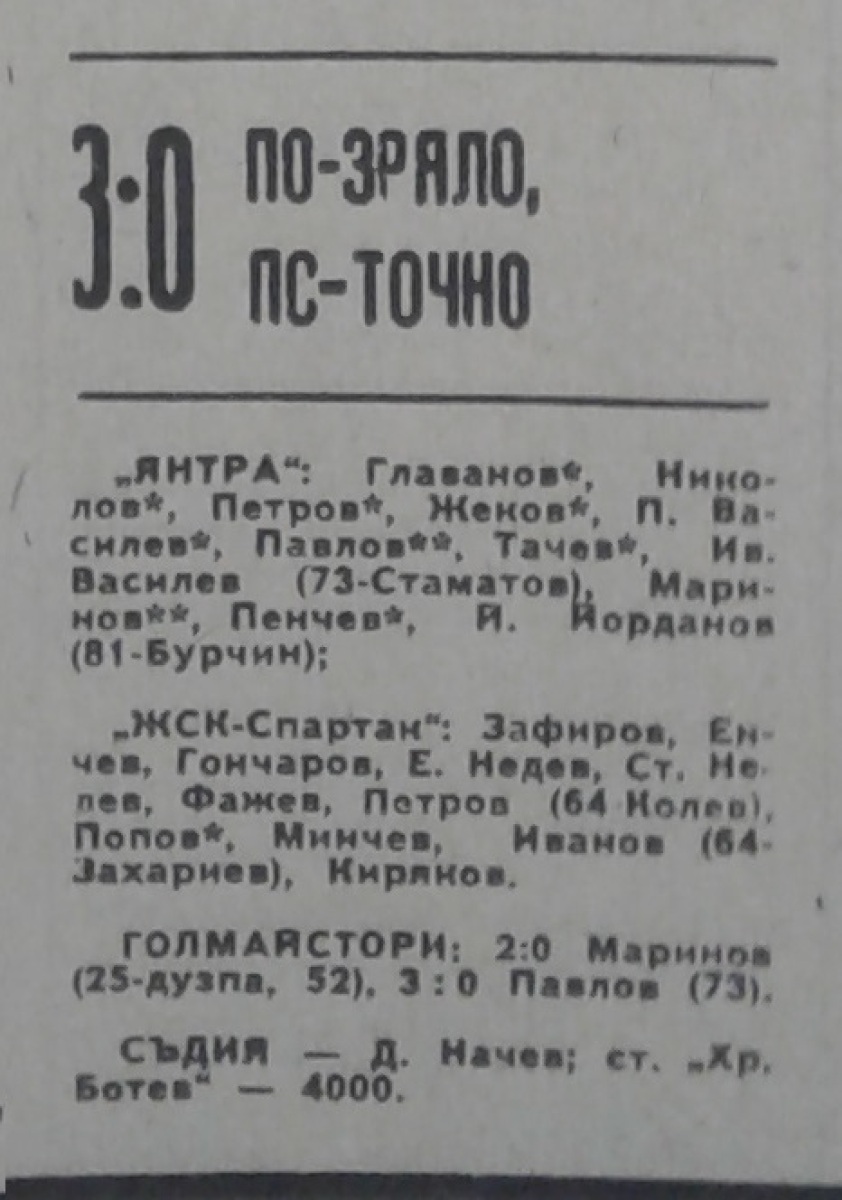 3:0 ПО-ЗРЯЛО,
ПС-ТОЧНО
„ЯНТРА“: Главанов*, Нико-
лов*, Петров*, Жеков*, П. Ва-
силев*, Павлов**, Тачев*, Ив.
Василев (73-Стаматов), Мари-
нов**, Пенчев*, Й. Йорданов
(81-Бурчин);
„ЖСК-Спартак“: Зафиров, Ен-
чев, Гончаров, Е. Недев, Ст. Не-
лев, Фажев, Петров (64 Колев),
Попов*, Минчев, Иванов (64-
Захариев), Киряков.
ГОЛМАЙСТОРИ: 2:0 Маринов
(25-дузпа, 52), 3:0 Павлов (73).
СЪДИЯ — Д. Начев; ст. „Хр.
Ботев“ — 4000.